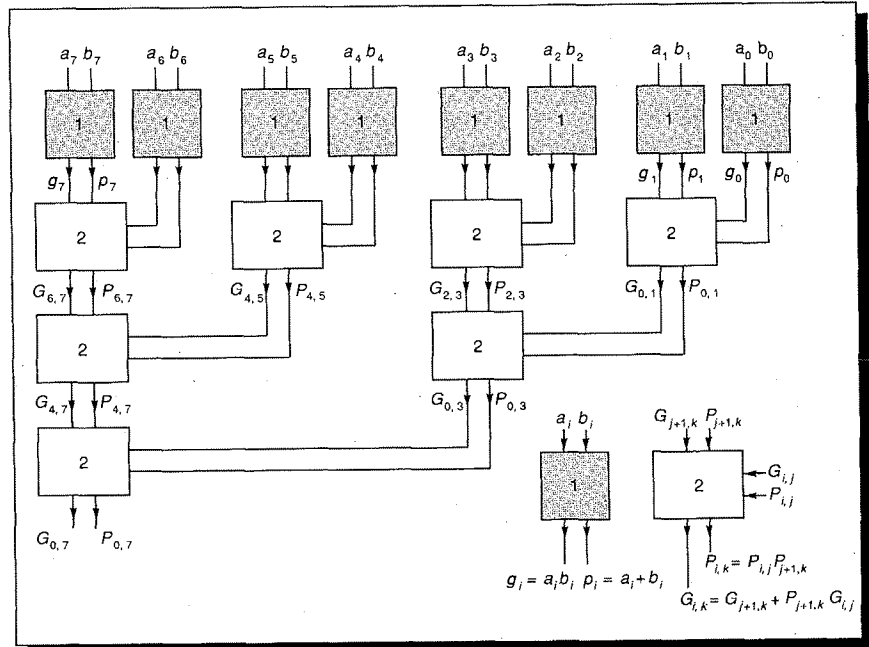 a7 b7 a6 b6 a5 b5 a4 b4 a3 b3 a2 b2 a1 b1 a0 b0
1 1 1 1 1 1 1 1
g7 p7 g1 p1 g0 p0
2 2 2 2
G6,7 P6,7 G4,5 P4,5 G2,3 P2,3 G0,1 P0,1
2 2
G4,7 P4,7 G0,3 P0,3
2
G0,7 P0,7
ai bi
1
gi = aibi pi = ai + bi
Gj+1,k Pj+1,k
2
Gi,j
Pi,j
Pi,k = Pi,j Pj+1,k
Gi,k = Gj+1,k + Pj+1,k Gi,j